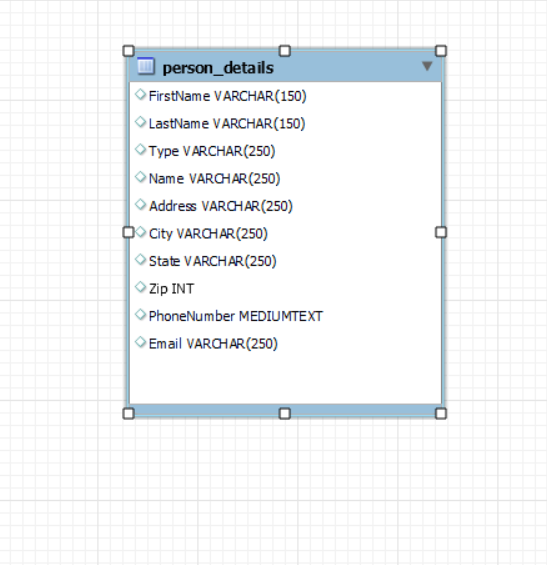 person_details
FirstName VARCHAR(150)
LastName VARCHAR(150)
Type VARCHAR(250)
Name VARCHAR(250)
Address VARCHAR(250)
City VARCHAR(250)
State VARCHAR(250)
Zip INT
PhoneNumber MEDIUMTEXT
Email VARCHAR(250)